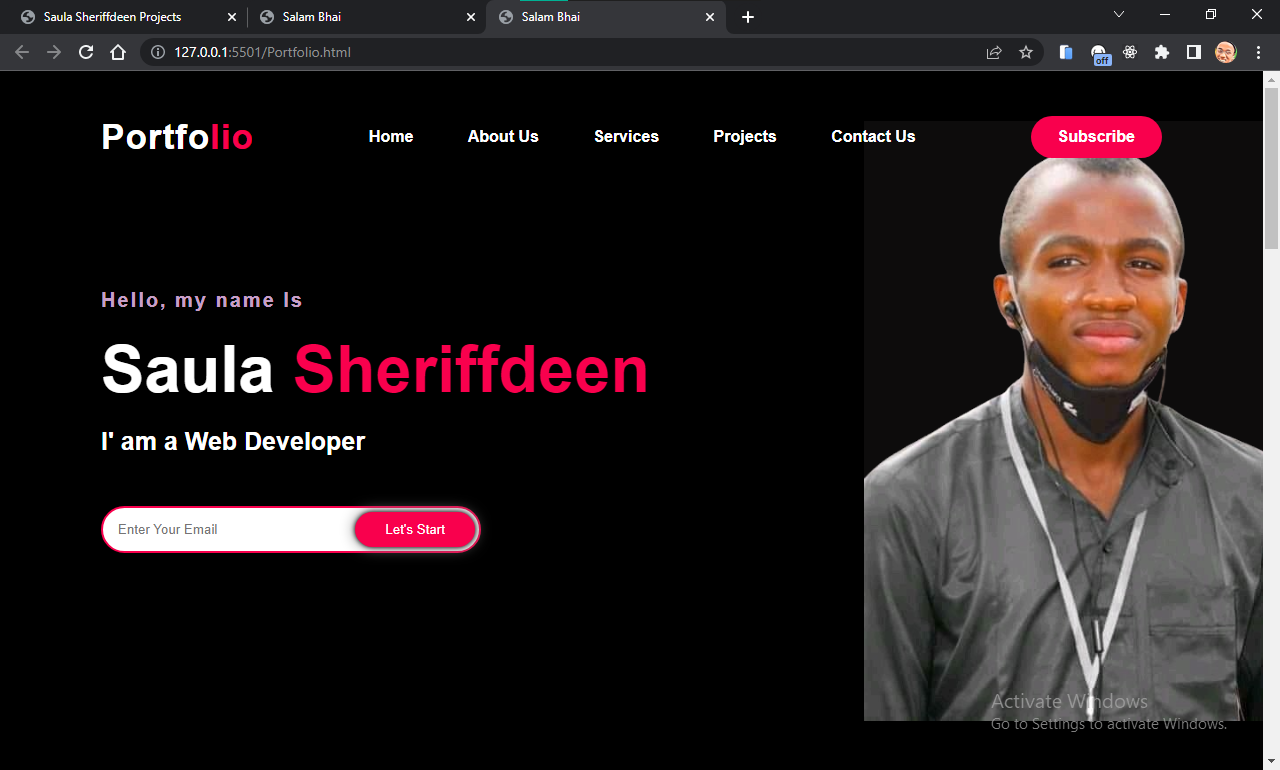 Saula Sheriffdeen Projects
Salam Bhai
Salam Bhai
127.0.0.1:5501/Portfolio.html
off
Portfolio
Home
About Us
Services
Projects
Contact Us
Subscribe
Hello, my name Is
Saula Sheriffdeen
I' am a Web Developer
Enter Your Email
Let's Start
Activate Windows
Go to Settings to activate Windows.